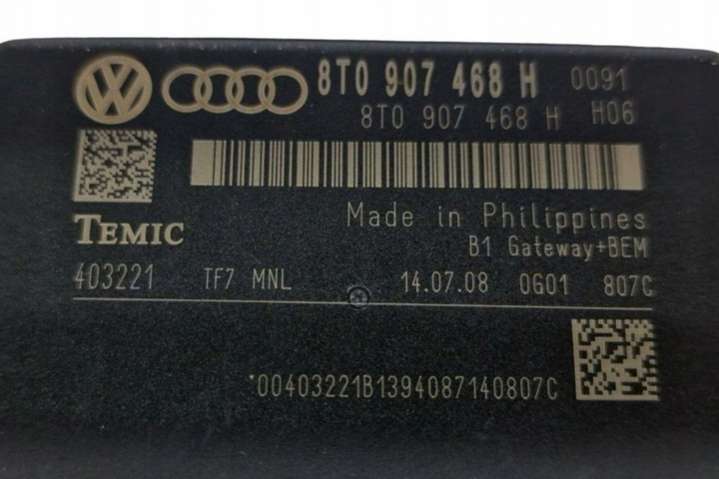 8T0 907 468 H 0091
8T0 907 468 H H06
TEMIC
Made in Philippines
B1 Gateway+BEM
403221 TF7 MNL 14.07.08 0G01 807C
*00403221B1394087140807C